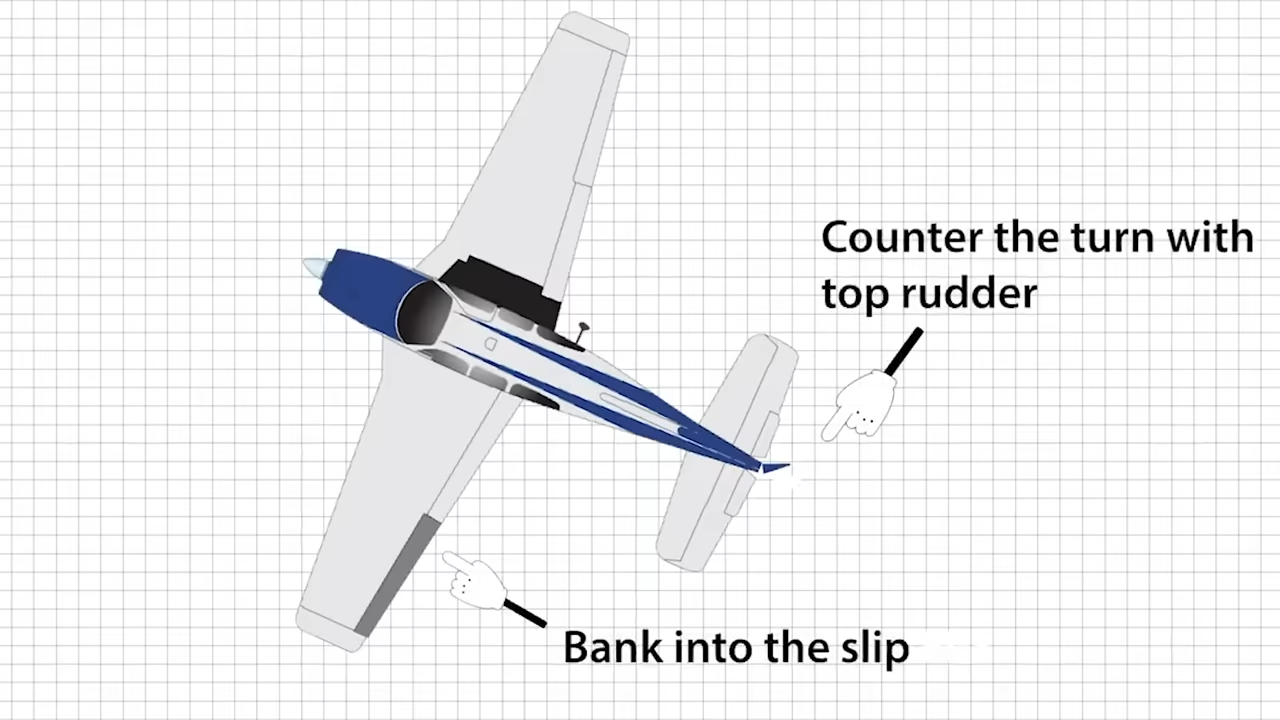 Counter the turn with
top rudder
Bank into the slip